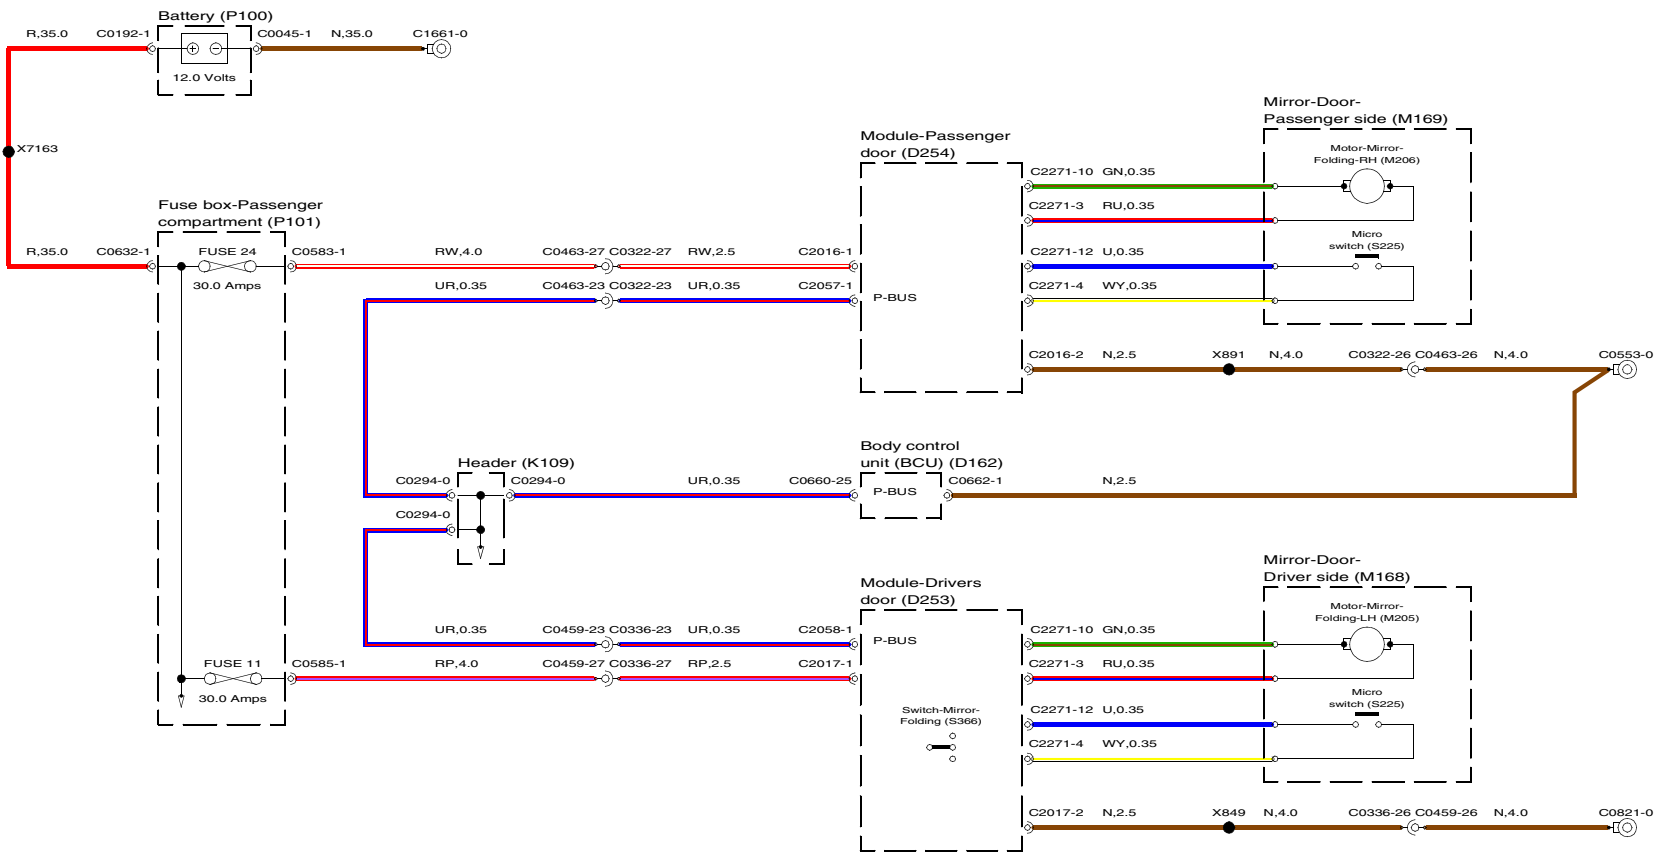 Battery (P100)
R,35.0 C0192-1 C0045-1 N,35.0 C1661-0
12.0 Volts
X7163
Mirror-Door-
Passenger side (M169)
Module-Passenger
door (D254)
Motor-Mirror-
Folding-RH (M206)
C2271-10 GN,0.35
C2271-3 RU,0.35
Micro
switch (S225)
C2271-12 U,0.35
C2271-4 WY,0.35
Fuse box-Passenger
compartment (P101)
R,35.0 C0632-1 FUSE 24 C0583-1 RW,4.0 C0463-27 C0322-27 RW,2.5 C2016-1
30.0 Amps
UR,0.35 C0463-23 C0322-23 UR,0.35 C2057-1
P-BUS
C2016-2 N,2.5 X891 N,4.0 C0322-26 C0463-26 N,4.0 C0553-0
Body control
unit (BCU) (D162)
Header (K109)
C0294-0 C0294-0 UR,0.35 C0660-25 P-BUS C0662-1 N,2.5
C0294-0
Mirror-Door-
Driver side (M168)
Module-Drivers
door (D253)
Motor-Mirror-
Folding-LH (M205)
UR,0.35 C0459-23 C0336-23 UR,0.35 C2058-1 P-BUS C2271-10 GN,0.35
FUSE 11 C0585-1 RP,4.0 C0459-27 C0336-27 RP,2.5 C2017-1 C2271-3 RU,0.35
30.0 Amps
Micro
switch (S225)
Switch-Mirror-
Folding (S366)
C2271-12 U,0.35
C2271-4 WY,0.35
C2017-2 N,2.5 X849 N,4.0 C0336-26 C0459-26 N,4.0 C0821-0